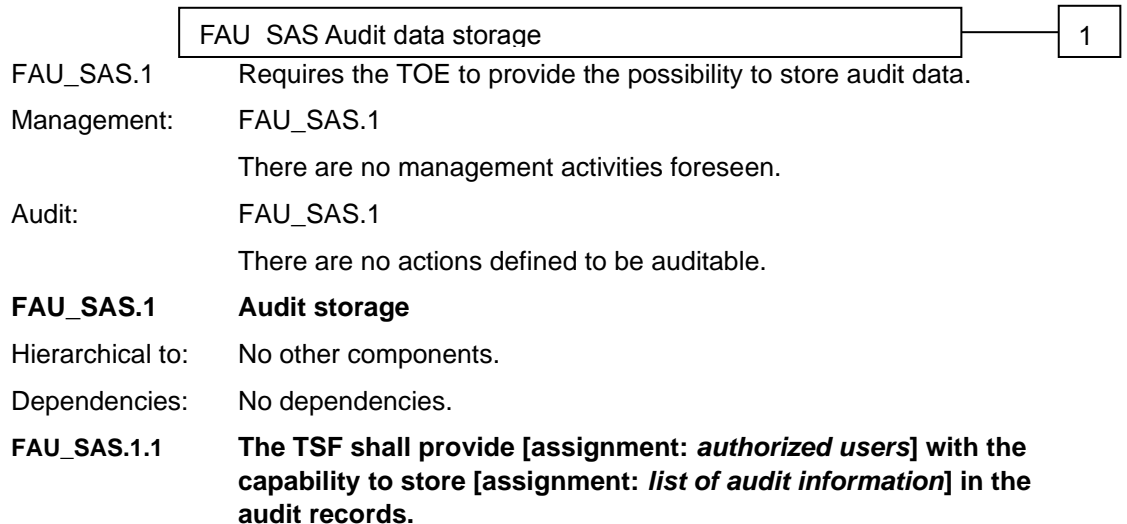 FAU_SAS Audit data storage 1
FAU_SAS.1 Requires the TOE to provide the possibility to store audit data.
Management: FAU_SAS.1
There are no management activities foreseen.
Audit: FAU_SAS.1
There are no actions defined to be auditable.
FAU_SAS.1 Audit storage
Hierarchical to: No other components.
Dependencies: No dependencies.
FAU_SAS.1.1 The TSF shall provide [assignment: authorized users] with the
capability to store [assignment: list of audit information] in the
audit records.